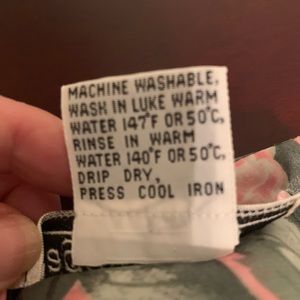 MACHINE WASHABLE,
WASH IN LUKE WARM
WATER 147°F OR 50°C,
RINSE IN WARM
WATER 140°F OR 50°C,
DRIP DRY,
PRESS COOL IRON